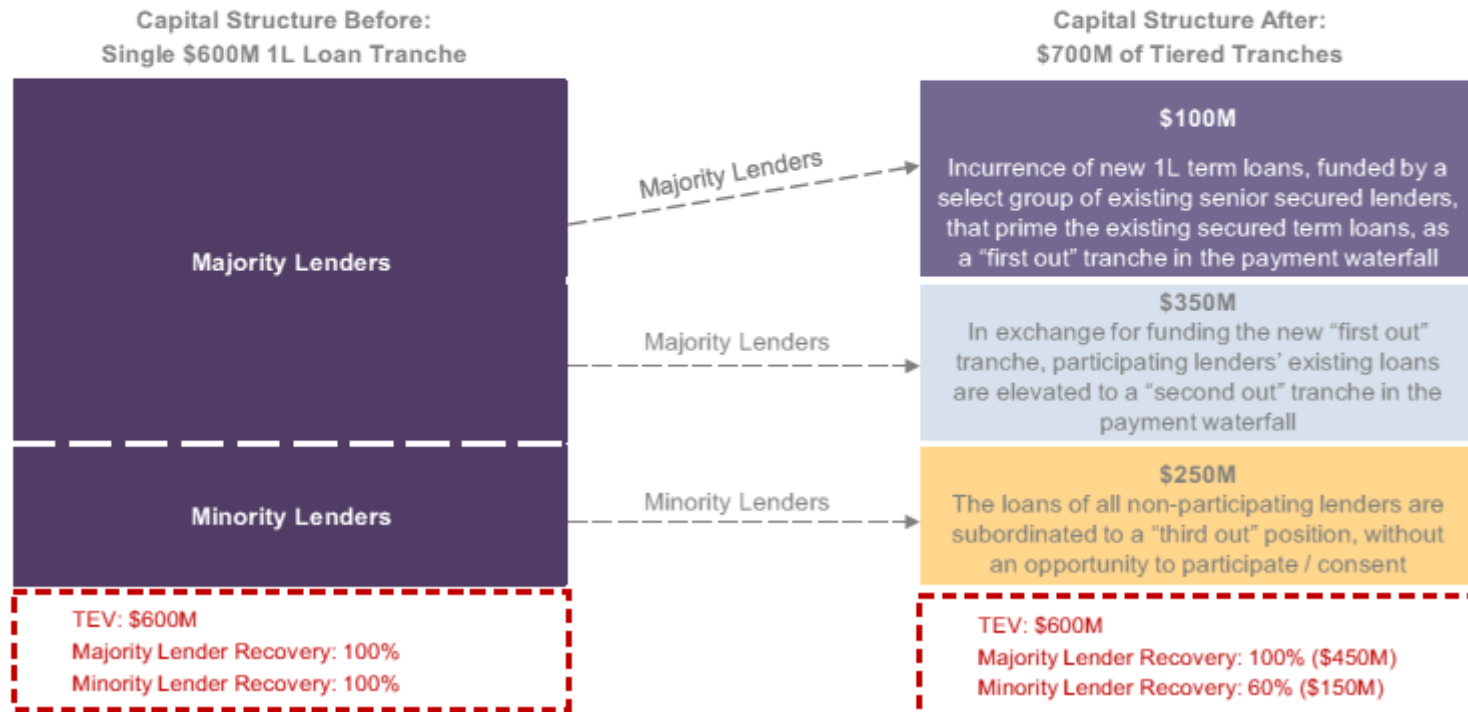 Capital Structure Before:
Single $600M 1L Loan Tranche
Majority Lenders
Minority Lenders
TEV: $600M
Majority Lender Recovery: 100%
Minority Lender Recovery: 100%
Majority Lenders
Majority Lenders
Minority Lenders
Capital Structure After:
$700M of Tiered Tranches
$100M
Incurrence of new 1L term loans, funded by a
select group of existing senior secured lenders,
that prime the existing secured term loans, as
a “first out” tranche in the payment waterfall
$350M
In exchange for funding the new “first out”
tranche, participating lenders’ existing loans
are elevated to a “second out” tranche in the
payment waterfall
$250M
The loans of all non-participating lenders are
subordinated to a “third out” position, without
an opportunity to participate / consent
TEV: $600M
Majority Lender Recovery: 100% ($450M)
Minority Lender Recovery: 60% ($150M)